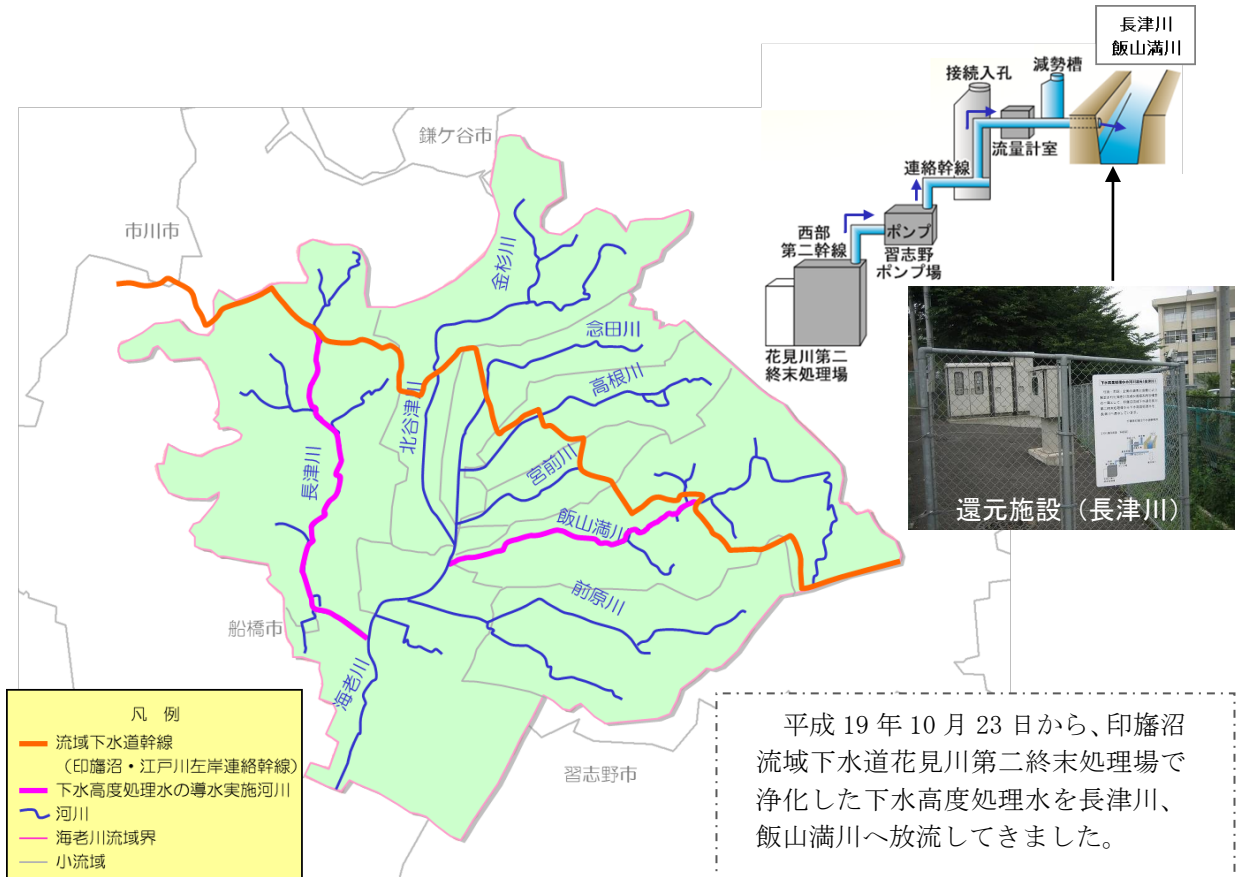 長津川
飯山満川
接続入孔
減勢槽
流量計室
連絡幹線
ポンプ
習志野
ポンプ場
西部
第二幹線
花見川第二
終末処理場
鎌ケ谷市
市川市
金杉川
念田川
高根川
北谷津川
宮前川
長津川
飯山満川
前原川
船橋市
海老川
習志野市
還元施設（長津川）
凡 例
流域下水道幹線
（印旛沼・江戸川左岸連絡幹線）
下水高度処理水の導水実施河川
河川
海老川流域界
小流域
平成 19 年 10 月 23 日から、印旛沼
流域下水道花見川第二終末処理場で
浄化した下水高度処理水を長津川、
飯山満川へ放流してきました。